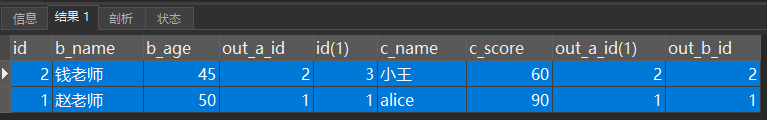 信息 结果 1 剖析 状态
id b_name b_age out_a_id id(1) c_name c_score out_a_id(1) out_b_id
2 钱老师 45 2 3 小王 60 2 2
1 赵老师 50 1 1 alice 90 1 1